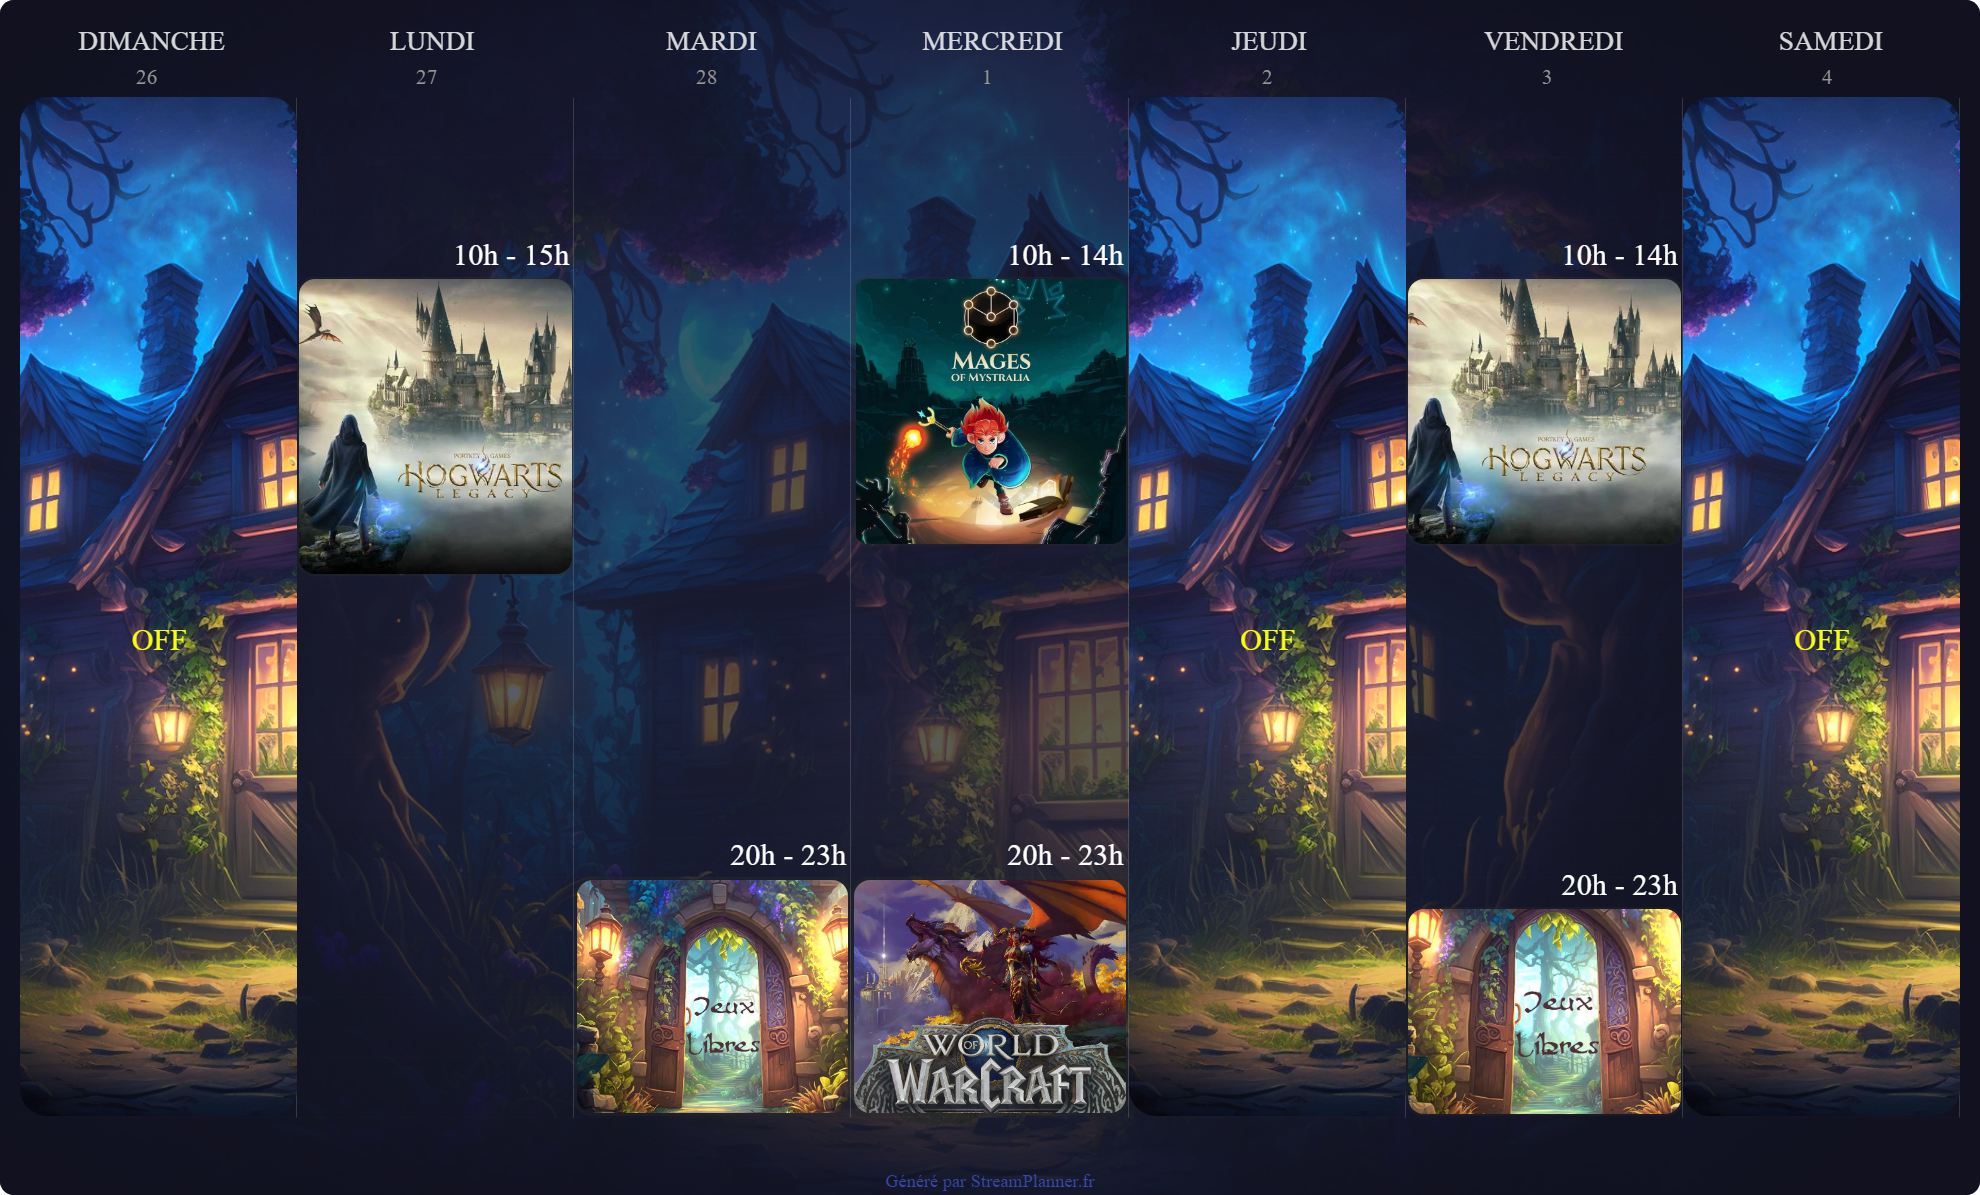 DIMANCHE
26
LUNDI
27
MARDI
28
MERCREDI
1
JEUDI
2
VENDREDI
3
SAMEDI
4
OFF
10h - 15h
PORTKEY GAMES
HOGWARTS
LEGACY
20h - 23h
Jeux
Libres
10h - 14h
MAGES
OF MYSTRALIA
20h - 23h
WORLD
OF
WARCRAFT
OFF
10h - 14h
PORTKEY GAMES
HOGWARTS
LEGACY
20h - 23h
Jeux
Libres
OFF
Généré par StreamPlanner.fr